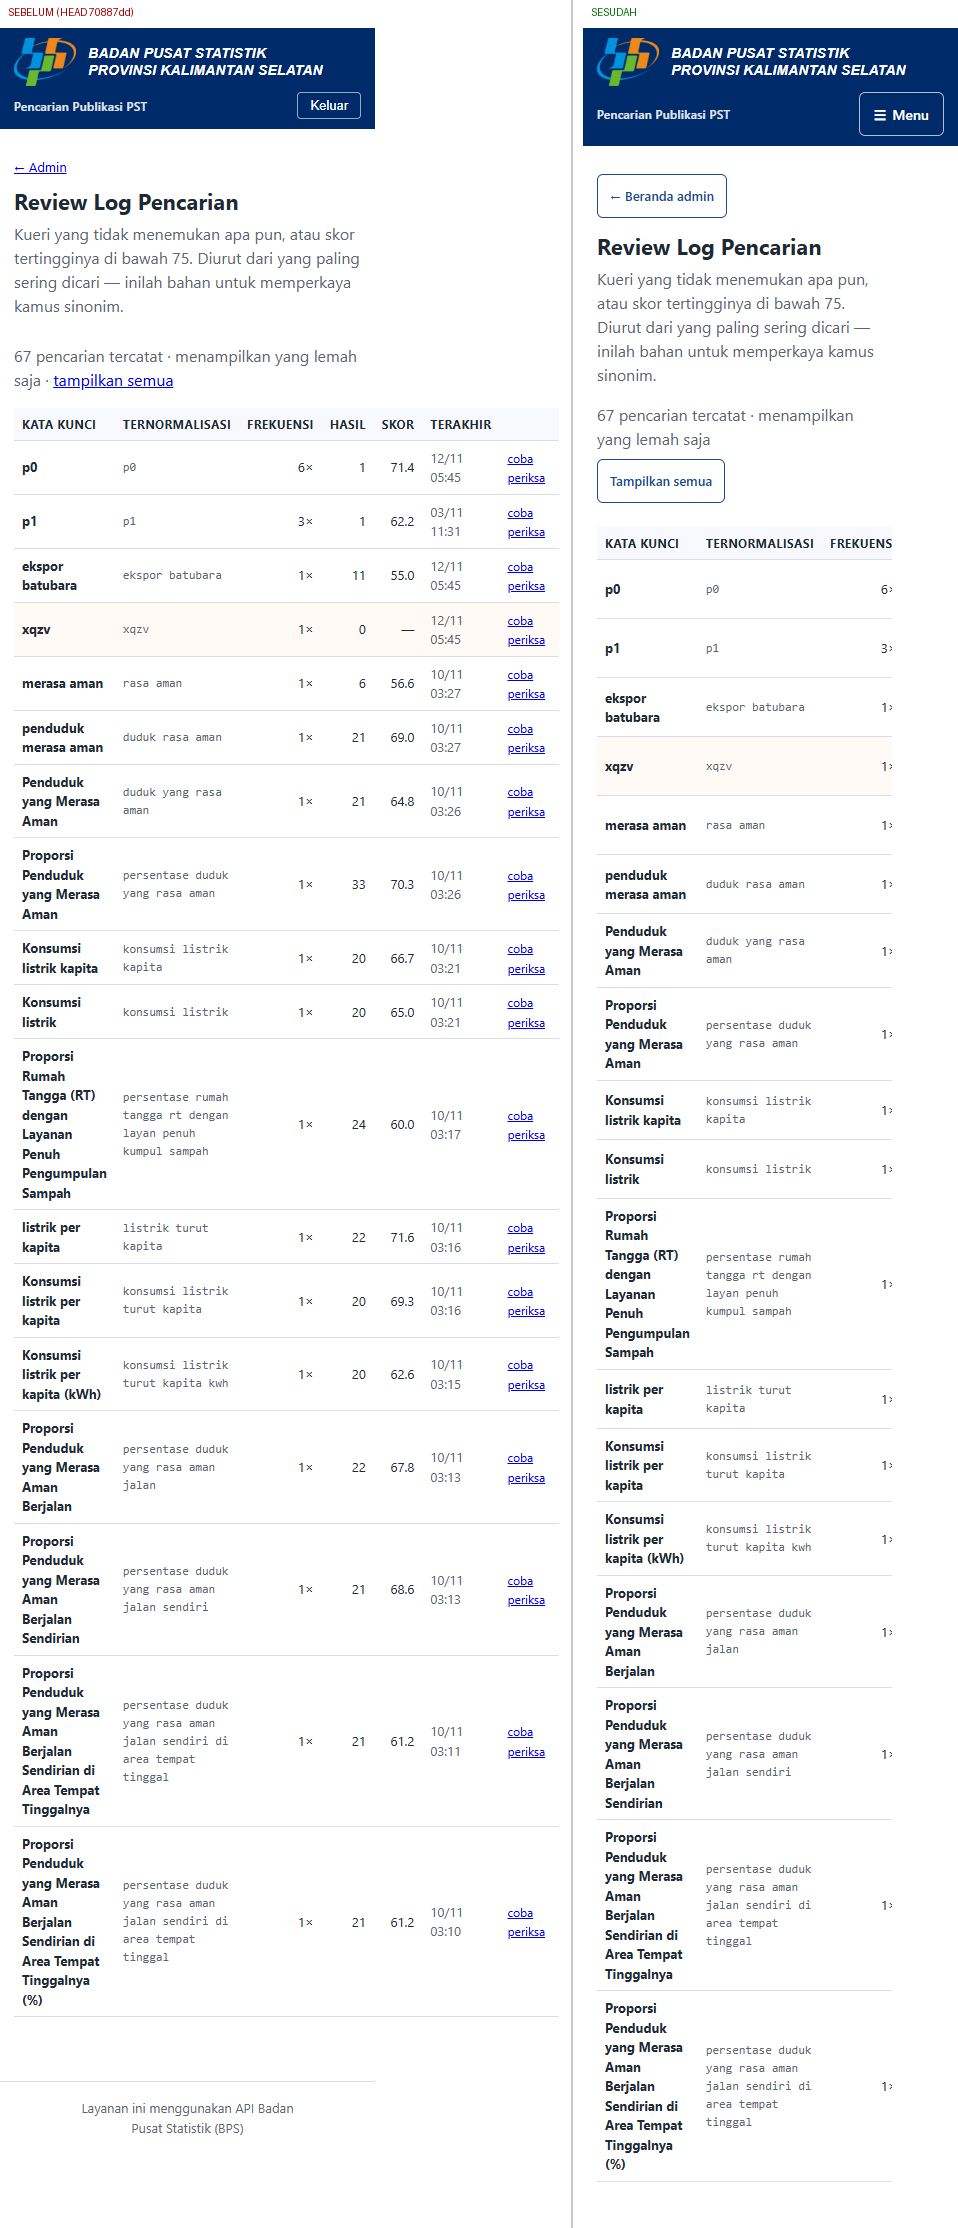 SEBELUM (HEAD 70887dd)
BADAN PUSAT STATISTIK
PROVINSI KALIMANTAN SELATAN
Pencarian Publikasi PST
Keluar
← Admin
Review Log Pencarian
Kueri yang tidak menemukan apa pun, atau skor
tertingginya di bawah 75. Diurut dari yang paling
sering dicari — inilah bahan untuk memperkaya
kamus sinonim.
67 pencarian tercatat · menampilkan yang lemah
saja · tampilkan semua
KATA KUNCI TERNORMALISASI FREKUENSI HASIL SKOR TERAKHIR
p0 p0 6× 1 71.4 12/11 05:45 coba periksa
p1 p1 3× 1 62.2 03/11 11:31 coba periksa
ekspor batubara ekspor batubara 1× 11 55.0 12/11 05:45 coba periksa
xqzv xqzv 1× 0 — 12/11 05:45 coba periksa
merasa aman rasa aman 1× 6 56.6 10/11 03:27 coba periksa
penduduk merasa aman duduk rasa aman 1× 21 69.0 10/11 03:27 coba periksa
Penduduk yang Merasa Aman duduk yang rasa aman 1× 21 64.8 10/11 03:26 coba periksa
Proporsi Penduduk yang Merasa Aman persentase duduk yang rasa aman 1× 33 70.3 10/11 03:26 coba periksa
Konsumsi listrik kapita konsumsi listrik kapita 1× 20 66.7 10/11 03:21 coba periksa
Konsumsi listrik konsumsi listrik 1× 20 65.0 10/11 03:21 coba periksa
Proporsi Rumah Tangga (RT) dengan Layanan Penuh Pengumpulan Sampah persentase rumah tangga rt dengan layan penuh kumpul sampah 1× 24 60.0 10/11 03:17 coba periksa
listrik per kapita listrik turut kapita 1× 22 71.6 10/11 03:16 coba periksa
Konsumsi listrik per kapita konsumsi listrik turut kapita 1× 20 69.3 10/11 03:16 coba periksa
Konsumsi listrik per kapita (kWh) konsumsi listrik turut kapita kwh 1× 20 62.6 10/11 03:15 coba periksa
Proporsi Penduduk yang Merasa Aman Berjalan persentase duduk yang rasa aman jalan 1× 22 67.8 10/11 03:13 coba periksa
Proporsi Penduduk yang Merasa Aman Berjalan Sendirian persentase duduk yang rasa aman jalan sendiri 1× 21 68.6 10/11 03:13 coba periksa
Proporsi Penduduk yang Merasa Aman Berjalan Sendirian di Area Tempat Tinggalnya persentase duduk yang rasa aman jalan sendiri di area tempat tinggal 1× 21 61.2 10/11 03:11 coba periksa
Proporsi Penduduk yang Merasa Aman Berjalan Sendirian di Area Tempat Tinggalnya (%) persentase duduk yang rasa aman jalan sendiri di area tempat tinggal 1× 21 61.2 10/11 03:10 coba periksa
Layanan ini menggunakan API Badan
Pusat Statistik (BPS)
SESUDAH
BADAN PUSAT STATISTIK
PROVINSI KALIMANTAN SELATAN
Pencarian Publikasi PST
☰ Menu
← Beranda admin
Review Log Pencarian
Kueri yang tidak menemukan apa pun,
atau skor tertingginya di bawah 75.
Diurut dari yang paling sering dicari —
inilah bahan untuk memperkaya kamus
sinonim.
67 pencarian tercatat · menampilkan
yang lemah saja
Tampilkan semua
KATA KUNCI TERNORMALISASI FREKUENS
p0 p0 6×
p1 p1 3×
ekspor batubara ekspor batubara 1×
xqzv xqzv 1×
merasa aman rasa aman 1×
penduduk merasa aman duduk rasa aman 1×
Penduduk yang Merasa Aman duduk yang rasa aman 1×
Proporsi Penduduk yang Merasa Aman persentase duduk yang rasa aman 1×
Konsumsi listrik kapita konsumsi listrik kapita 1×
Konsumsi listrik konsumsi listrik 1×
Proporsi Rumah Tangga (RT) dengan Layanan Penuh Pengumpulan Sampah persentase rumah tangga rt dengan layan penuh kumpul sampah 1×
listrik per kapita listrik turut kapita 1×
Konsumsi listrik per kapita konsumsi listrik turut kapita 1×
Konsumsi listrik per kapita (kWh) konsumsi listrik turut kapita kwh 1×
Proporsi Penduduk yang Merasa Aman Berjalan persentase duduk yang rasa aman jalan 1×
Proporsi Penduduk yang Merasa Aman Berjalan Sendirian persentase duduk yang rasa aman jalan sendiri 1×
Proporsi Penduduk yang Merasa Aman Berjalan Sendirian di Area Tempat Tinggalnya persentase duduk yang rasa aman jalan sendiri di area tempat tinggal 1×
Proporsi Penduduk yang Merasa Aman Berjalan Sendirian di Area Tempat Tinggalnya (%) persentase duduk yang rasa aman jalan sendiri di area tempat tinggal 1×